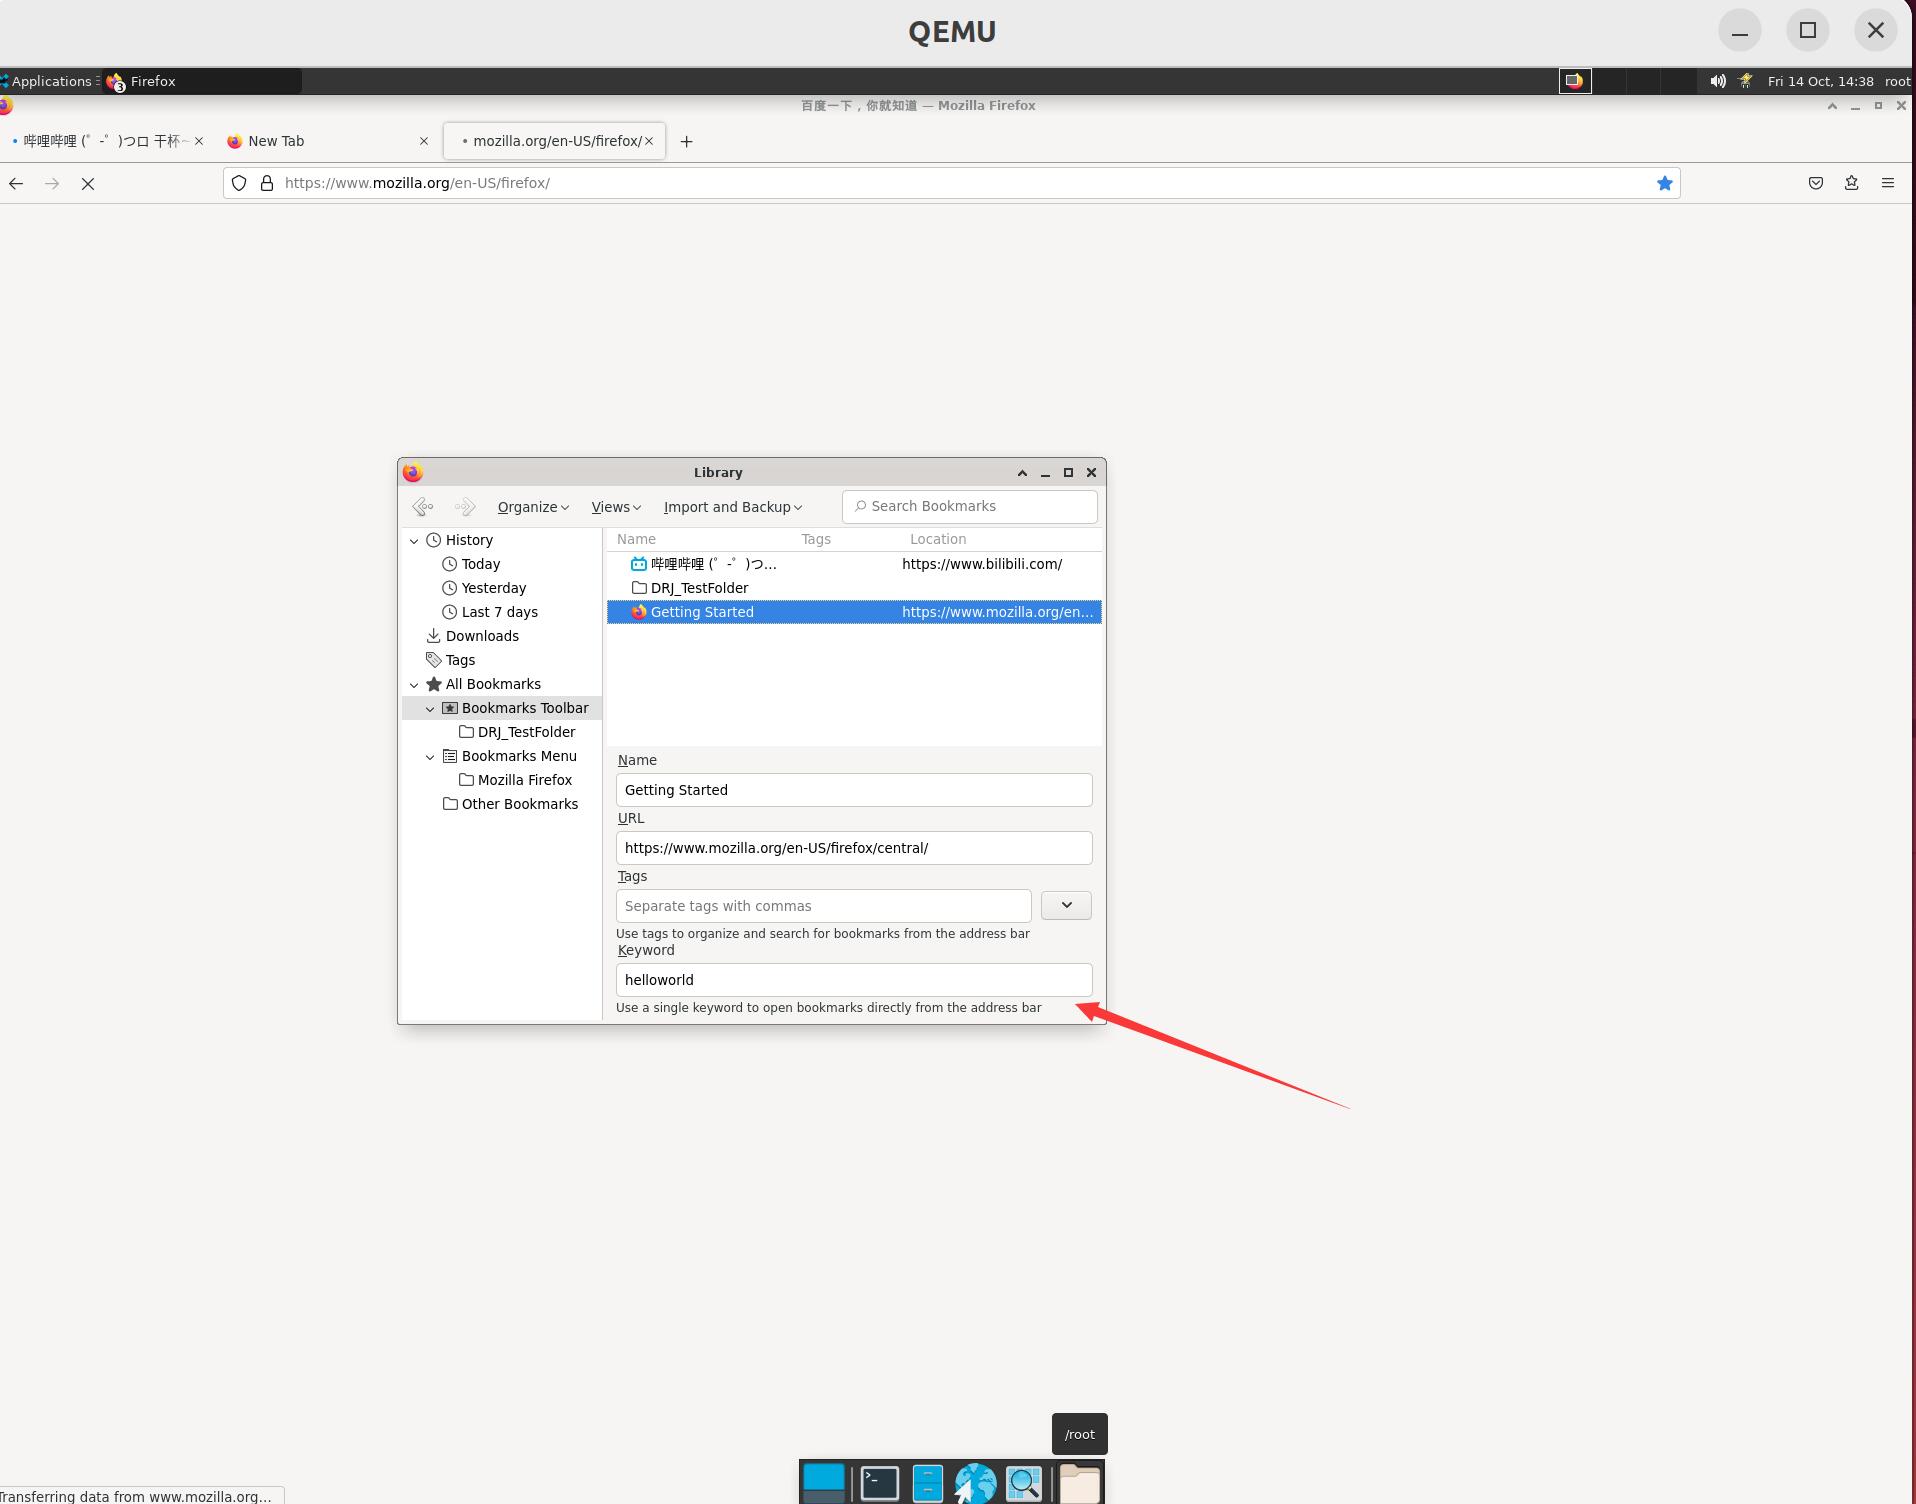 QEMU
Applications
3 Firefox
Fri 14 Oct, 14:38 root
百度一下，你就知道 — Mozilla Firefox
哔哩哔哩 (゜-゜)つロ 干杯~
New Tab
mozilla.org/en-US/firefox/
https://www.mozilla.org/en-US/firefox/
Library
Organize Views Import and Backup Search Bookmarks
History
Today
Yesterday
Last 7 days
Downloads
Tags
All Bookmarks
Bookmarks Toolbar
DRJ_TestFolder
Bookmarks Menu
Mozilla Firefox
Other Bookmarks
Name Tags Location
哔哩哔哩 (゜-゜)つ… https://www.bilibili.com/
DRJ_TestFolder
Getting Started https://www.mozilla.org/en…
Name
Getting Started
URL
https://www.mozilla.org/en-US/firefox/central/
Tags
Separate tags with commas
Use tags to organize and search for bookmarks from the address bar
Keyword
helloworld
Use a single keyword to open bookmarks directly from the address bar
/root
Transferring data from www.mozilla.org…